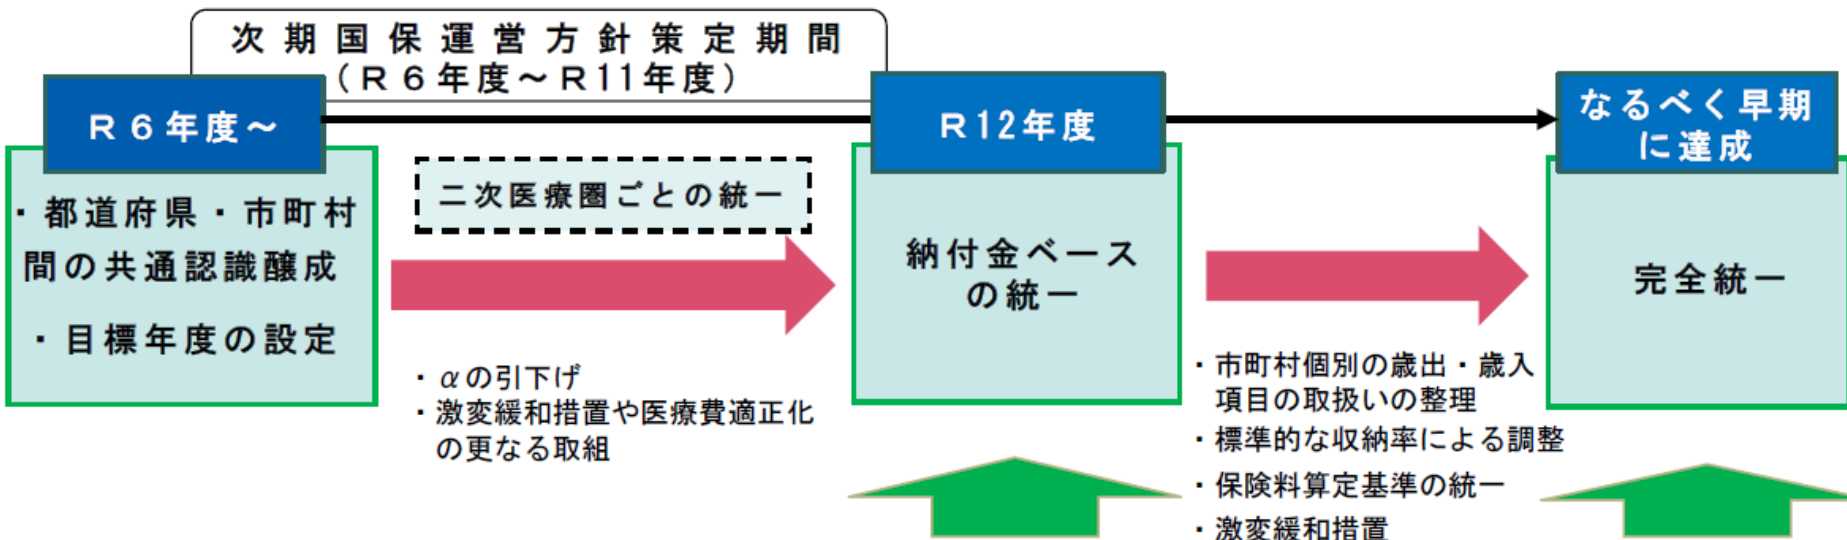 次期国保運営方針策定期間
(R6年度～R11年度)
R6年度～
・都道府県・市町村
間の共通認識醸成
・目標年度の設定
二次医療圏ごとの統一
・αの引下げ
・激変緩和措置や医療費適正化
の更なる取組
R12年度
納付金ベース
の統一
・市町村個別の歳出・歳入
項目の取扱いの整理
・標準的な収納率による調整
・保険料算定基準の統一
・激変緩和措置
なるべく早期
に達成
完全統一